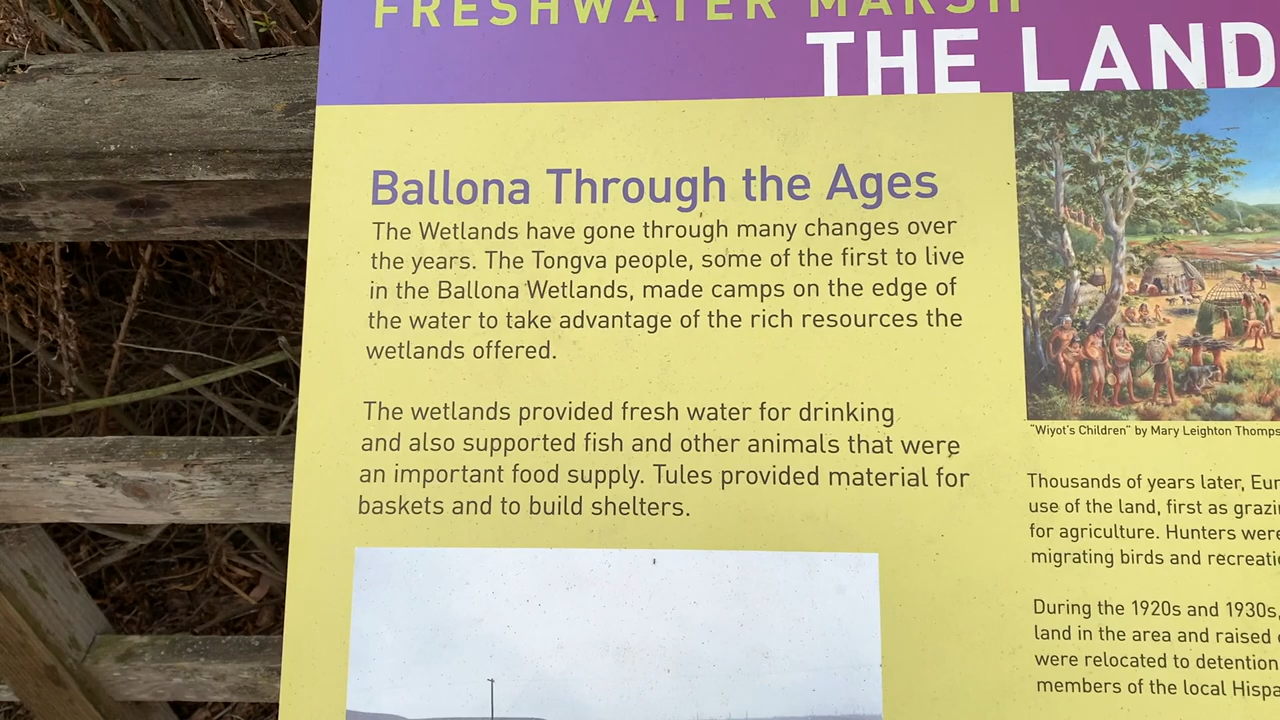 FRESHWATER MARSH
THE LAND
Ballona Through the Ages
The Wetlands have gone through many changes over
the years. The Tongva people, some of the first to live
in the Ballona Wetlands, made camps on the edge of
the water to take advantage of the rich resources the
wetlands offered.
The wetlands provided fresh water for drinking
and also supported fish and other animals that were
an important food supply. Tules provided material for
baskets and to build shelters.
"Wiyot's Children" by Mary Leighton Thomps
Thousands of years later, Eur
use of the land, first as grazi
for agriculture. Hunters were
migrating birds and recreati
During the 1920s and 1930s,
land in the area and raised
were relocated to detention
members of the local Hispa